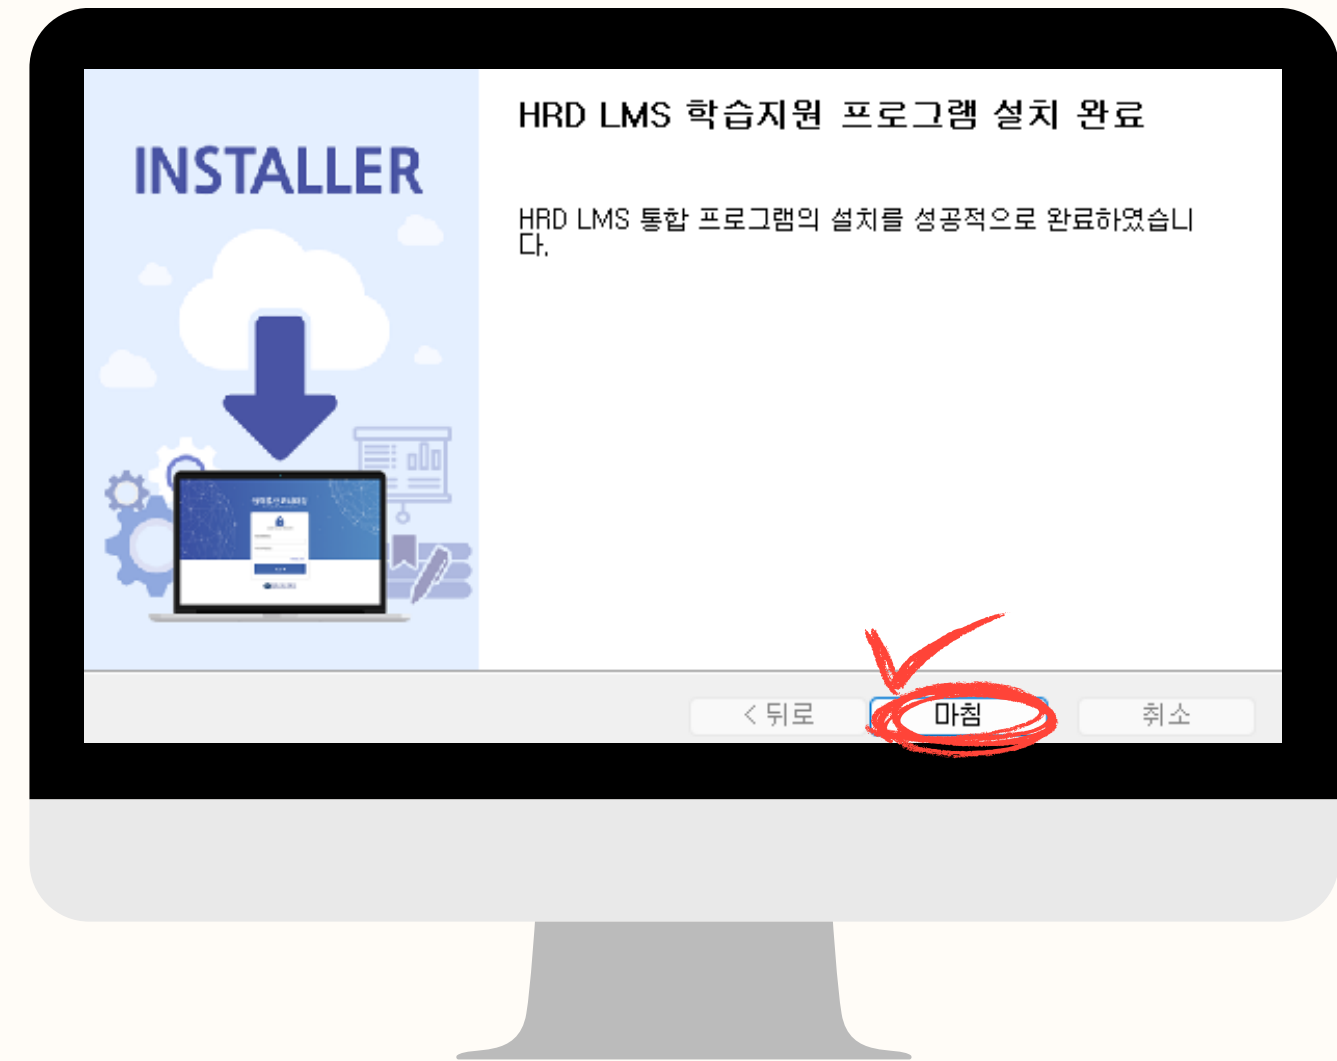 INSTALLER
HRD LMS 학습지원 프로그램 설치 완료
HRD LMS 통합 프로그램의 설치를 성공적으로 완료하였습니
다.
< 뒤로
마침
취소